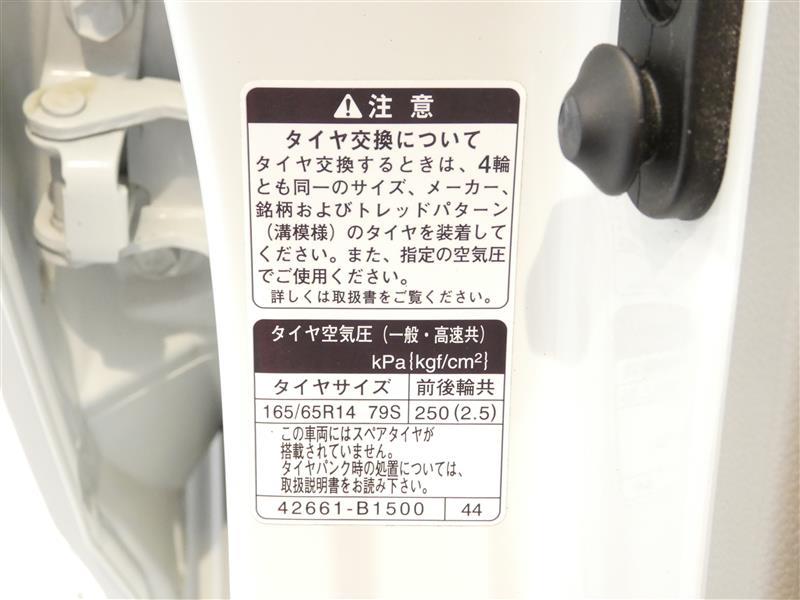 ⚠注意
タイヤ交換について
タイヤ交換するときは、4輪
とも同一のサイズ、メーカー、
銘柄およびトレッドパターン
（溝模様）のタイヤを装着して
ください。また、指定の空気圧
でご使用ください。
詳しくは取扱書をご覧ください。
タイヤ空気圧（一般・高速共）
kPa{kgf/cm²}
タイヤサイズ 前後輪共
165/65R14 79S 250(2.5)
この車両にはスペアタイヤが
搭載されていません。
タイヤパンク時の処置については、
取扱説明書をお読み下さい。
42661-B1500 44